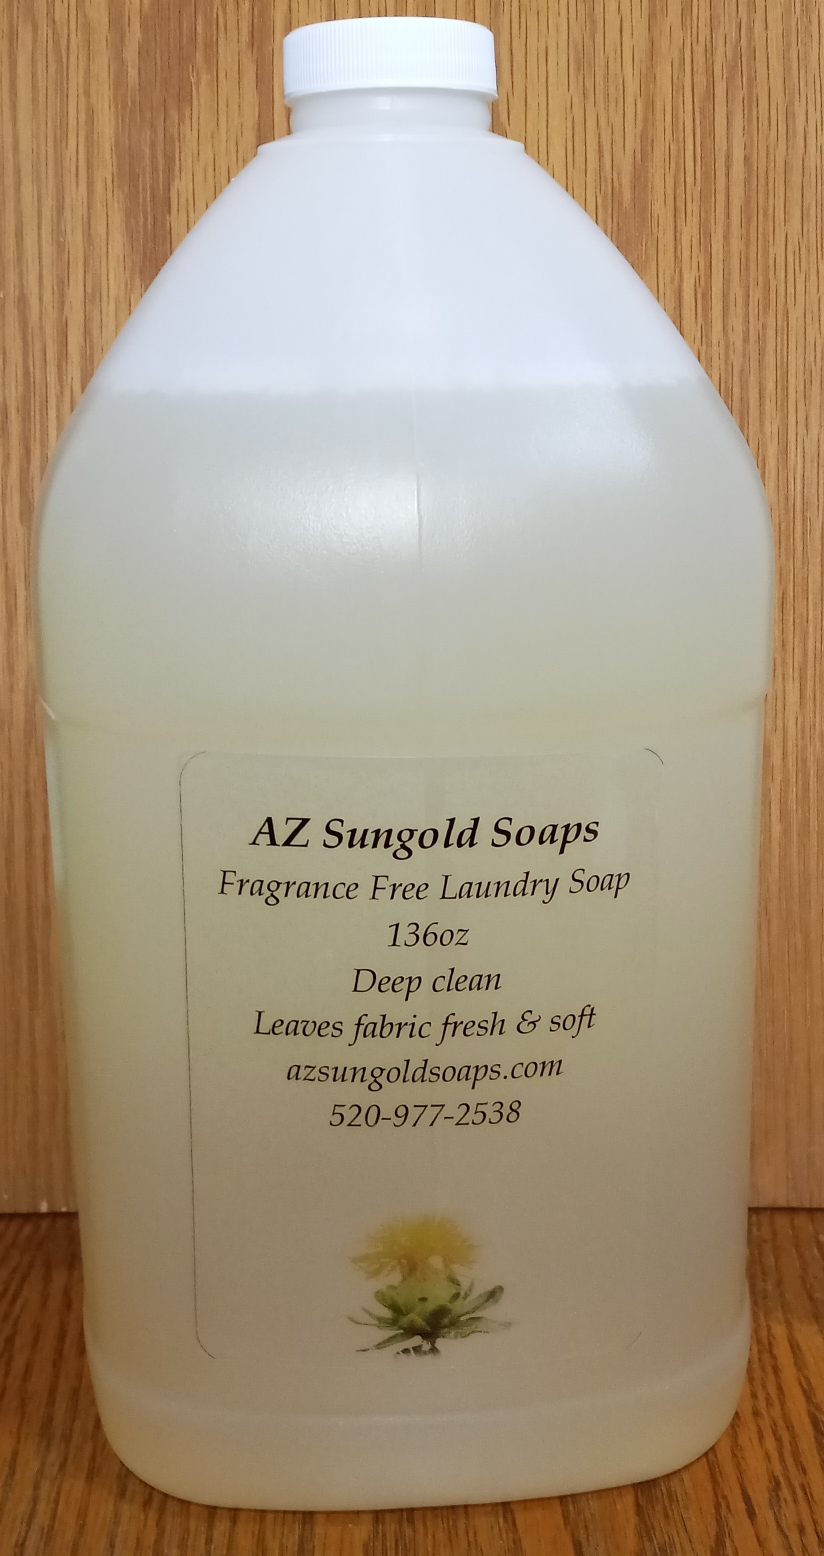 AZ Sungold Soaps
Fragrance Free Laundry Soap
136oz
Deep clean
Leaves fabric fresh & soft
azsungoldsoaps.com
520-977-2538